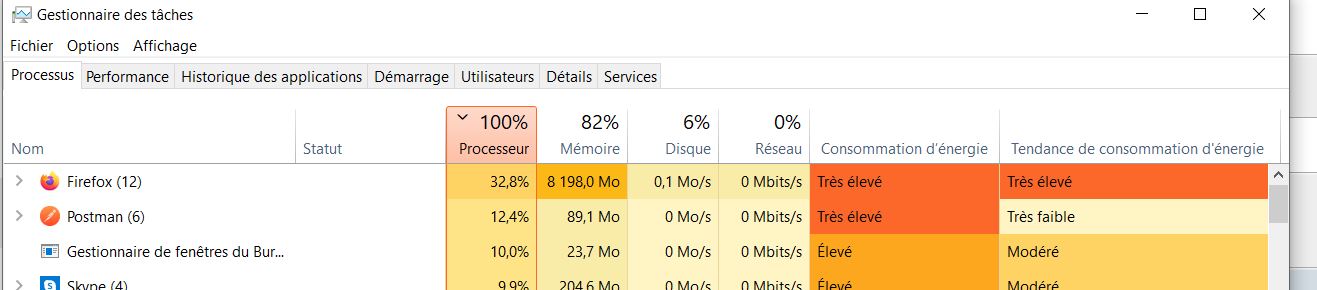 Gestionnaire des tâches
Fichier Options Affichage
Processus Performance Historique des applications Démarrage Utilisateurs Détails Services
100% 82% 6% 0%
Nom Statut Processeur Mémoire Disque Réseau Consommation d'énergie Tendance de consommation d'énergie
Firefox (12) 32,8% 8 198,0 Mo 0,1 Mo/s 0 Mbits/s Très élevé Très élevé
Postman (6) 12,4% 89,1 Mo 0 Mo/s 0 Mbits/s Très élevé Très faible
Gestionnaire de fenêtres du Bur... 10,0% 23,7 Mo 0 Mo/s 0 Mbits/s Élevé Modéré
Skype (4) 9,9% 204,6 Mo 0 Mo/s 0 Mbits/s Élevé Modéré